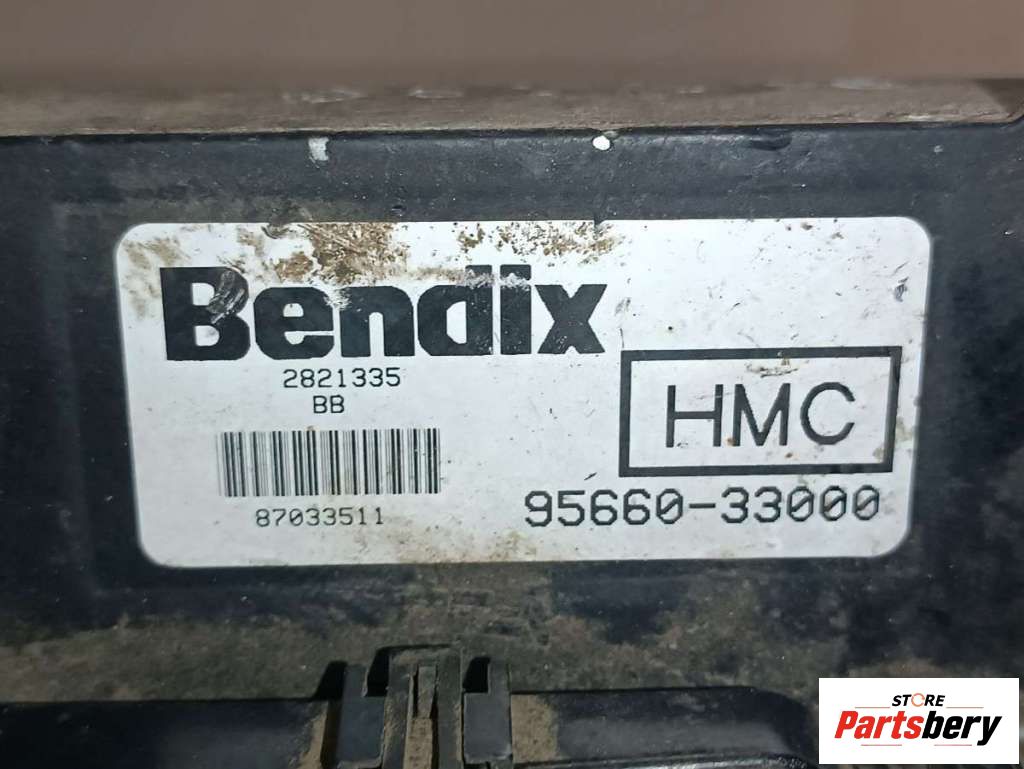 Bendix
2821335
BB
HMC
87033511
95660-33000
STORE
Partsbery